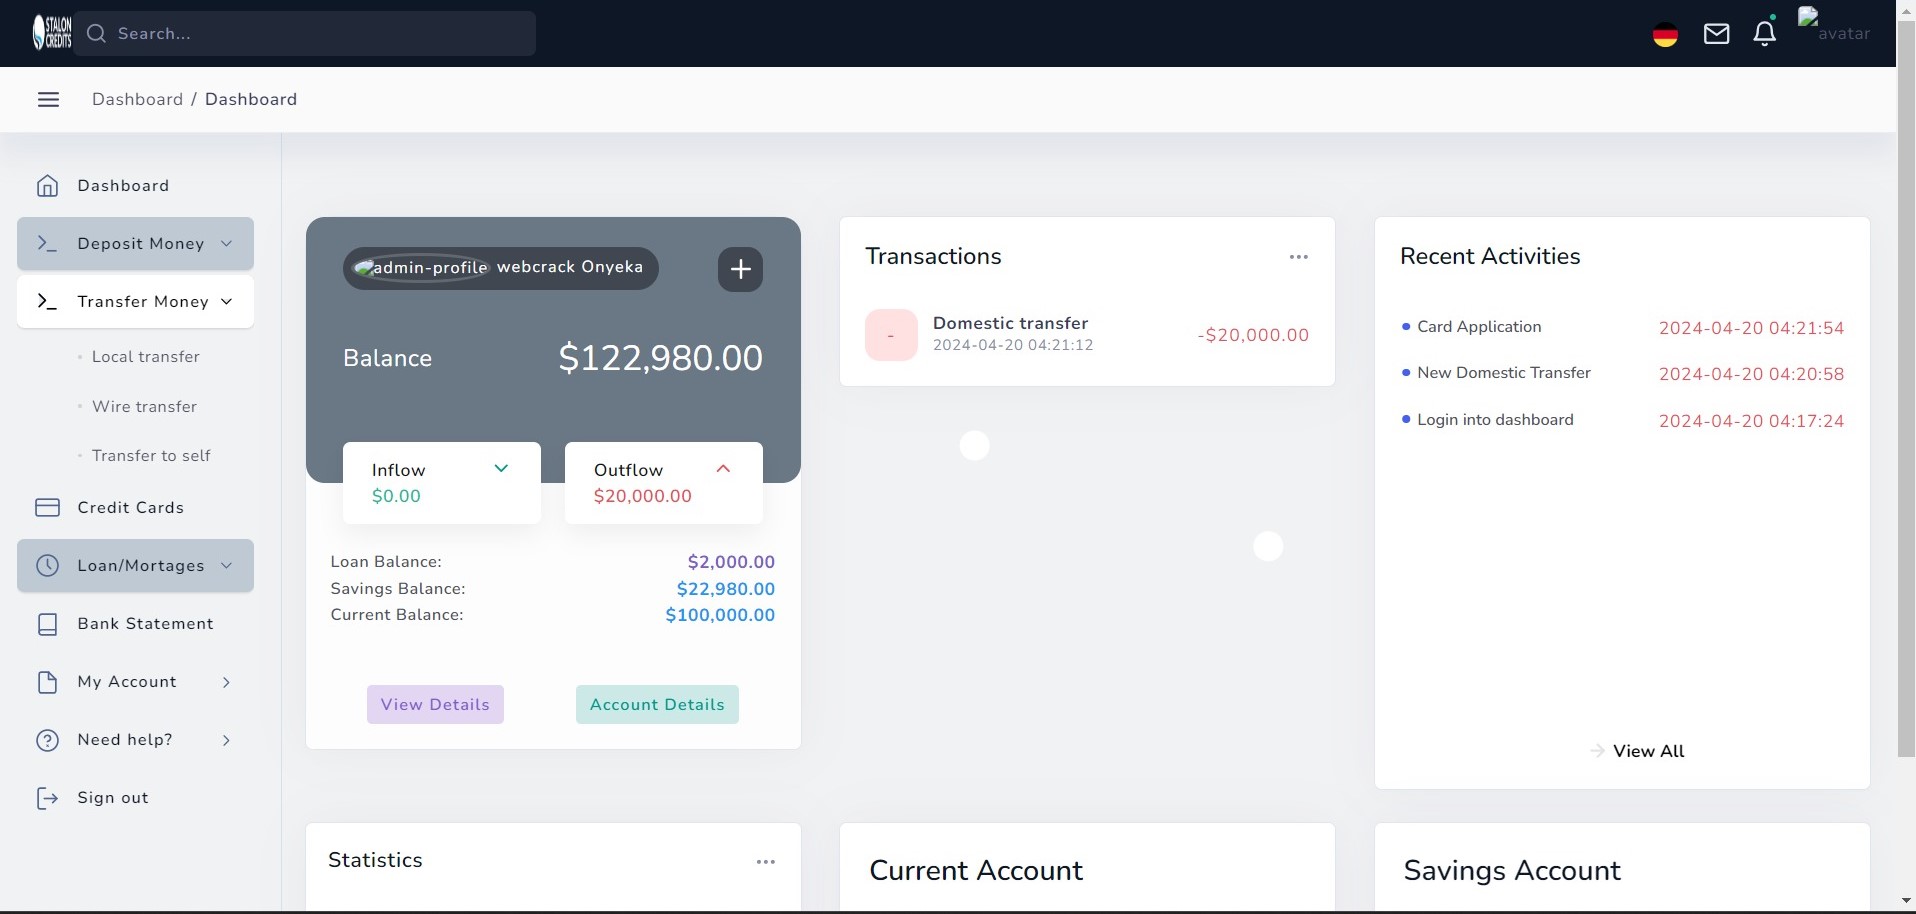 STALON
CREDITS
Search...
avatar
Dashboard / Dashboard
Dashboard
Deposit Money
Transfer Money
Local transfer
Wire transfer
Transfer to self
Credit Cards
Loan/Mortages
Bank Statement
My Account
Need help?
Sign out
admin-profile webcrack Onyeka
Balance $122,980.00
Inflow
$0.00
Outflow
$20,000.00
Loan Balance: $2,000.00
Savings Balance: $22,980.00
Current Balance: $100,000.00
View Details
Account Details
Transactions
- Domestic transfer -$20,000.00
2024-04-20 04:21:12
Recent Activities
Card Application 2024-04-20 04:21:54
New Domestic Transfer 2024-04-20 04:20:58
Login into dashboard 2024-04-20 04:17:24
View All
Statistics
Current Account
Savings Account